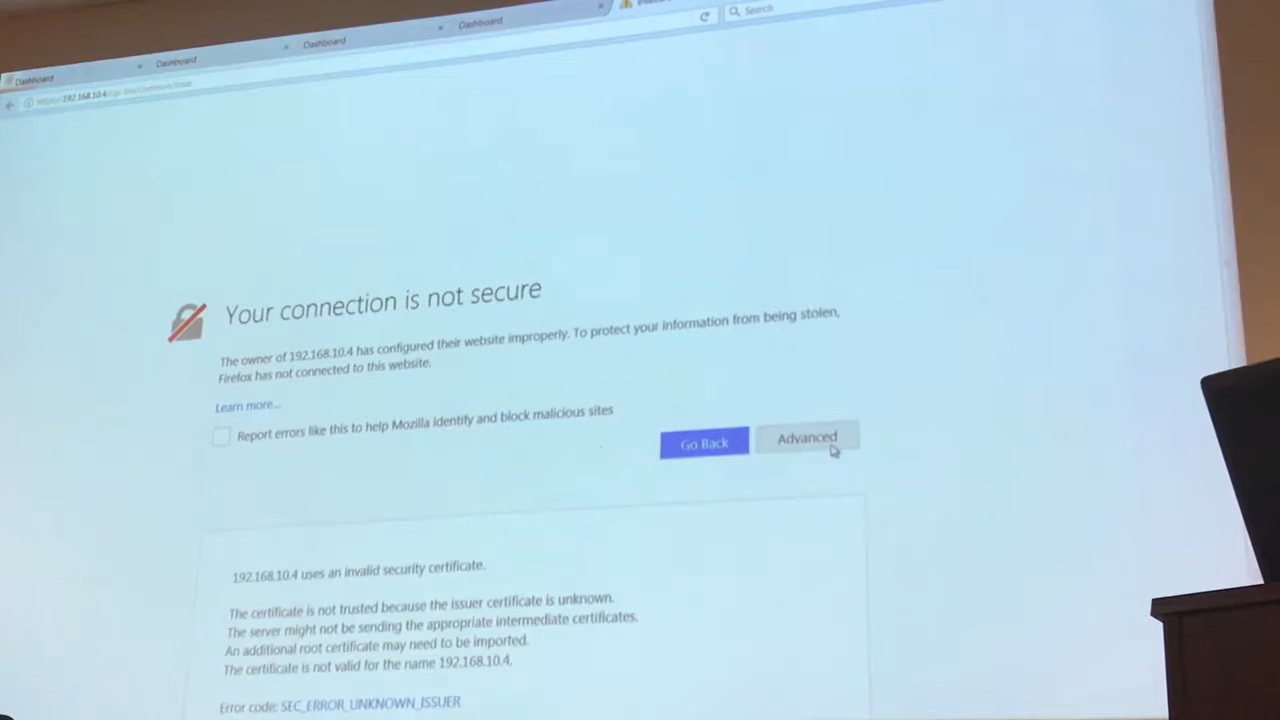 Dashboard
Dashboard
Dashboard
Dashboard
Search
Your connection is not secure
The owner of 192.168.10.4 has configured their website improperly. To protect your information from being stolen,
Firefox has not connected to this website.
Learn more...
Report errors like this to help Mozilla identify and block malicious sites
Go Back
Advanced
192.168.10.4 uses an invalid security certificate.
The certificate is not trusted because the issuer certificate is unknown.
The server might not be sending the appropriate intermediate certificates.
An additional root certificate may need to be imported.
The certificate is not valid for the name 192.168.10.4.
Error code: SEC_ERROR_UNKNOWN_ISSUER